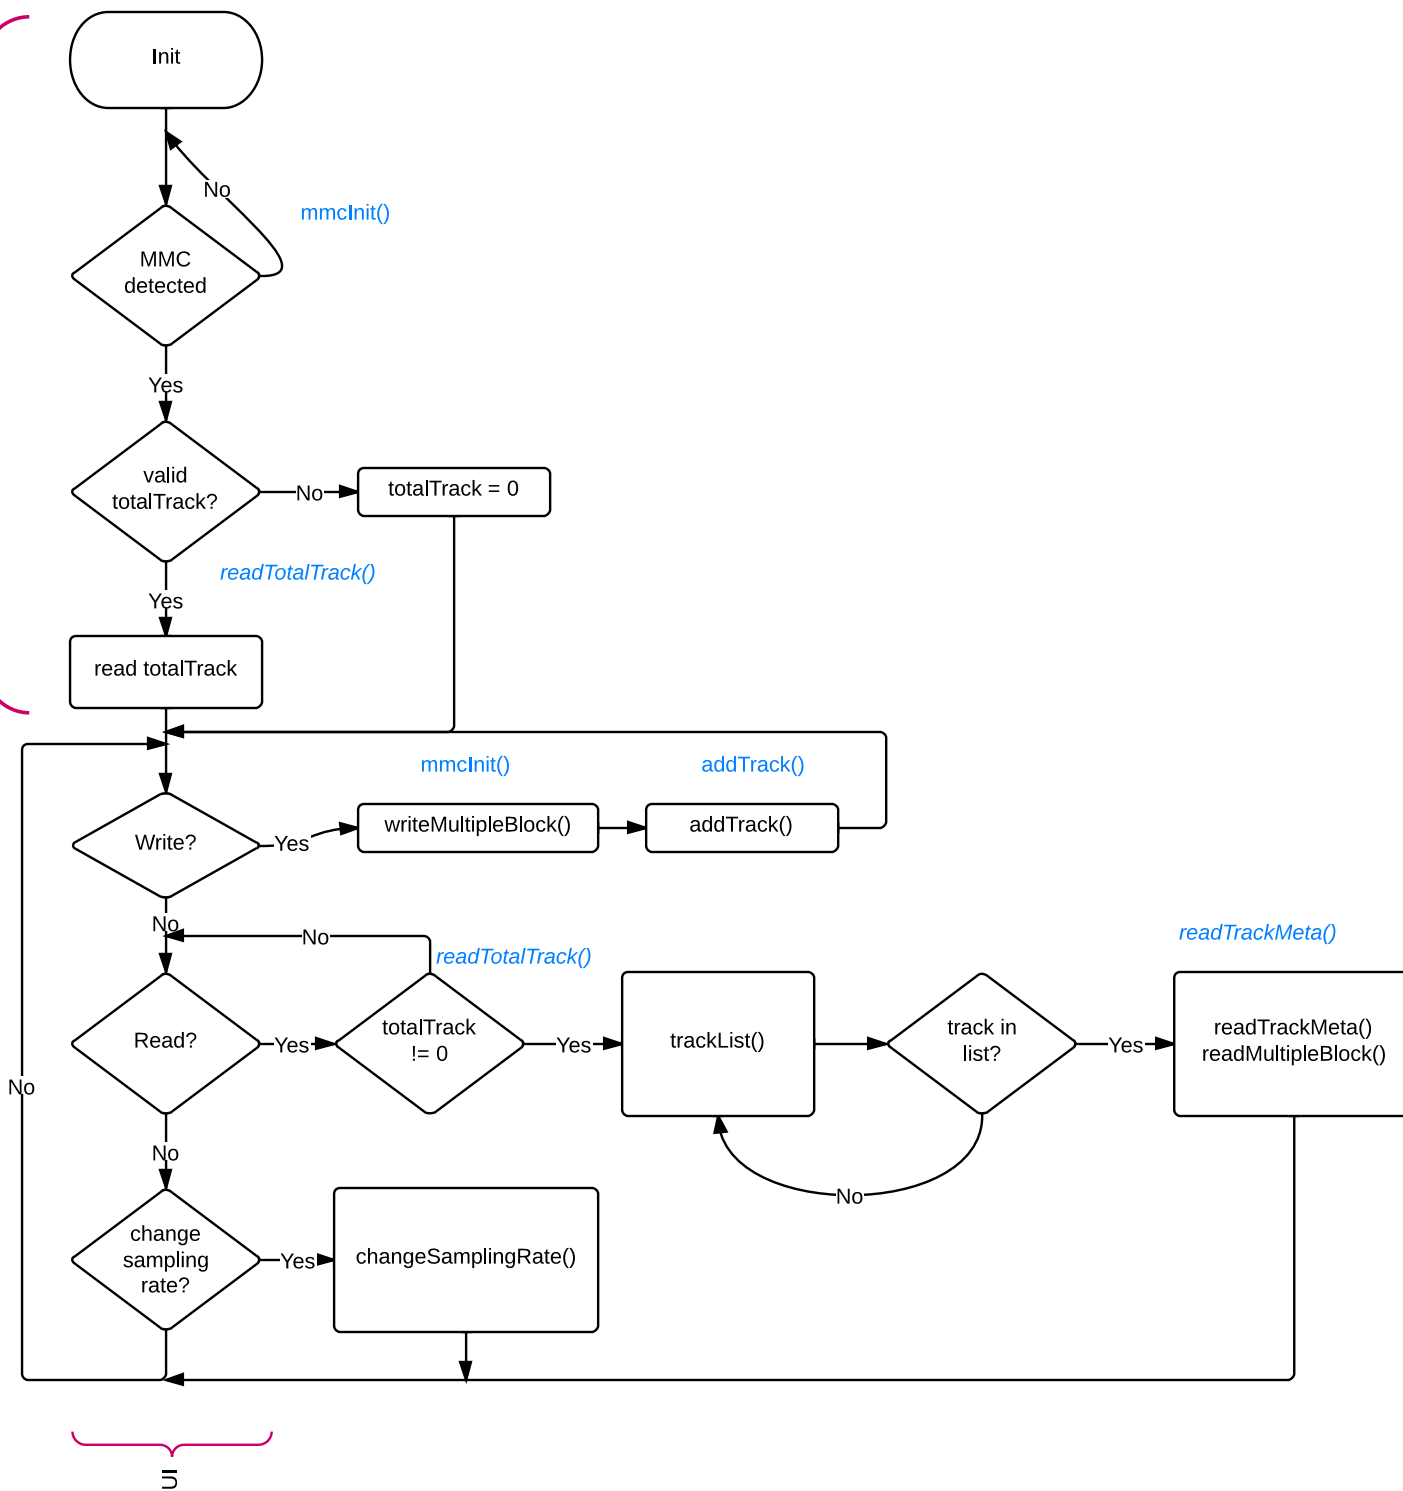 Init
No
mmcInit()
MMC
detected
Yes
valid
totalTrack?
No
totalTrack = 0
readTotalTrack()
Yes
read totalTrack
mmcInit()
addTrack()
Write?
Yes
writeMultipleBlock()
addTrack()
No
No
readTotalTrack()
readTrackMeta()
Read?
Yes
totalTrack
!= 0
Yes
trackList()
track in
list?
Yes
readTrackMeta()
readMultipleBlock()
No
No
No
change
sampling
rate?
Yes
changeSamplingRate()
UI